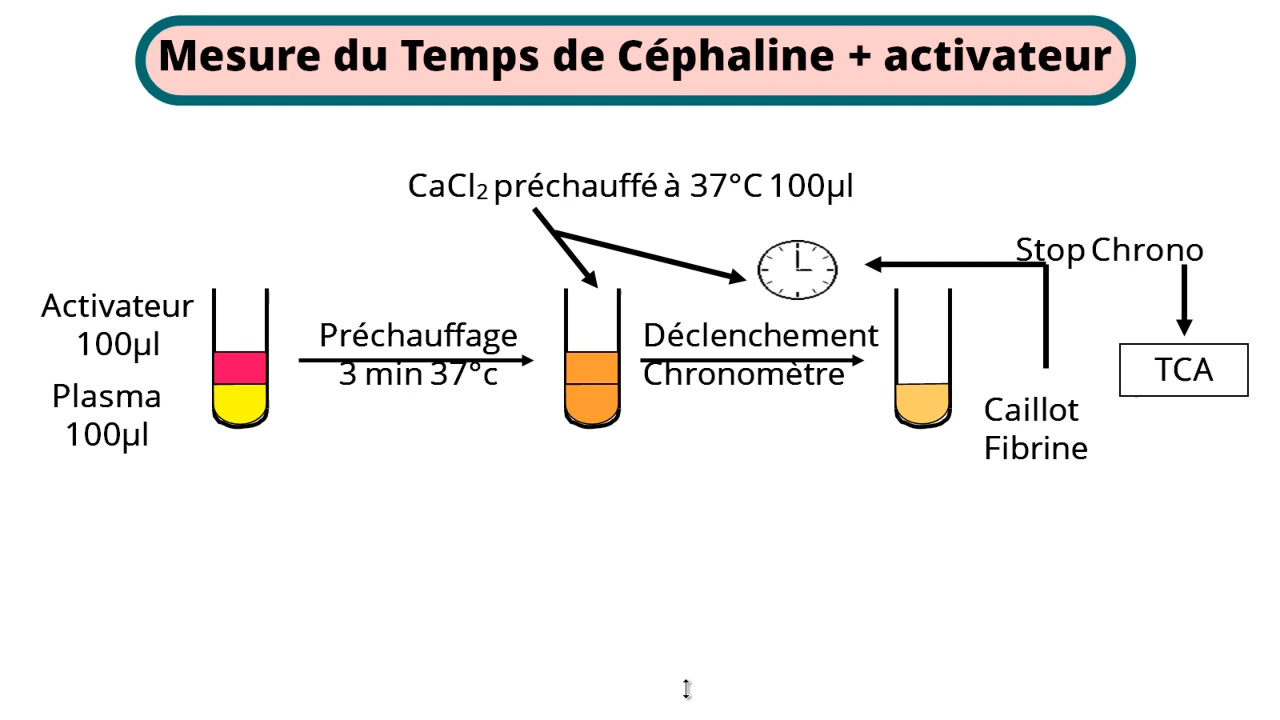 Mesure du Temps de Céphaline + activateur
CaCl₂ préchauffé à 37°C 100µl
Stop Chrono
Activateur
100µl
Plasma
100µl
Préchauffage
3 min 37°c
Déclenchement
Chronomètre
Caillot
Fibrine
TCA